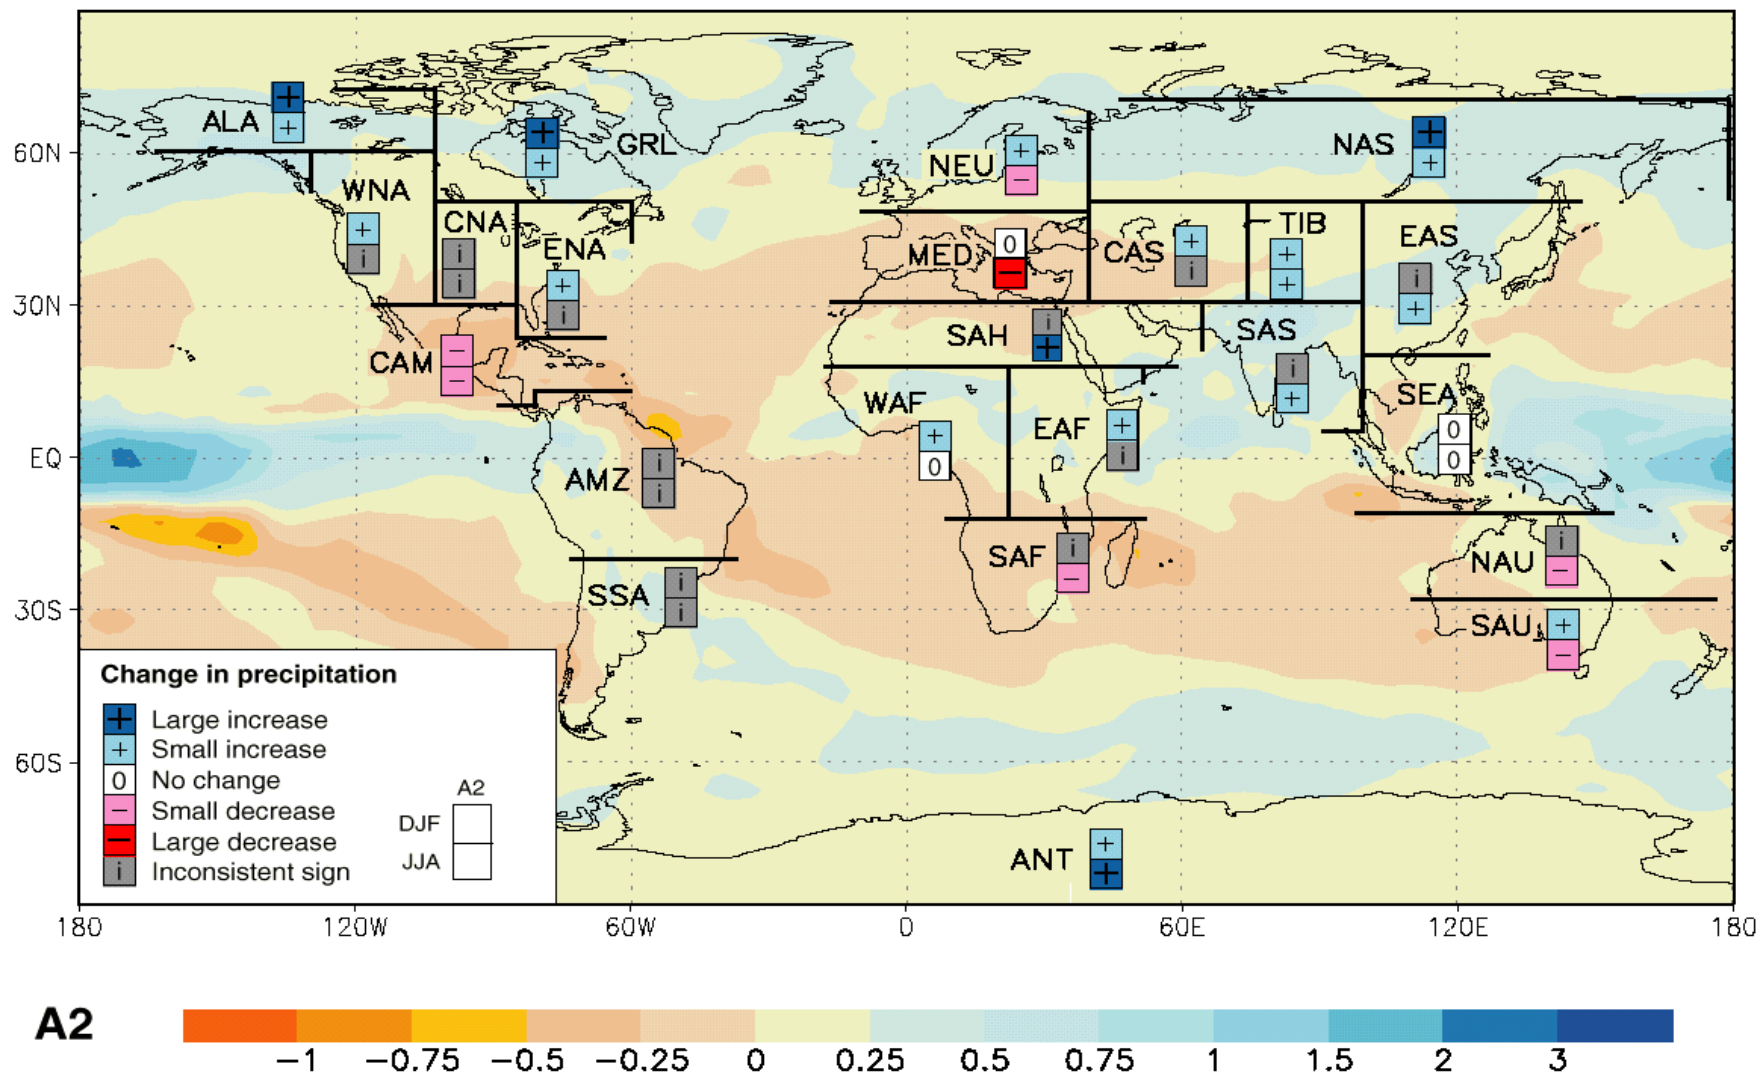 ALA
+
+
GRL
+
+
NEU
+
−
NAS
+
+
60N
WNA
+
i
CNA
i
i
ENA
+
i
MED
0
−
CAS
+
i
TIB
+
+
EAS
i
+
30N
CAM
−
−
SAH
i
+
SAS
i
+
SEA
0
0
WAF
+
0
EAF
+
i
EQ
AMZ
i
i
SAF
i
−
NAU
i
−
SSA
i
i
30S
SAU
+
−
60S
ANT
+
+
Change in precipitation
+ Large increase
+ Small increase
0 No change
− Small decrease
− Large decrease
i Inconsistent sign
A2
DJF
JJA
180 120W 60W 0 60E 120E 180
A2
−1 −0.75 −0.5 −0.25 0 0.25 0.5 0.75 1 1.5 2 3